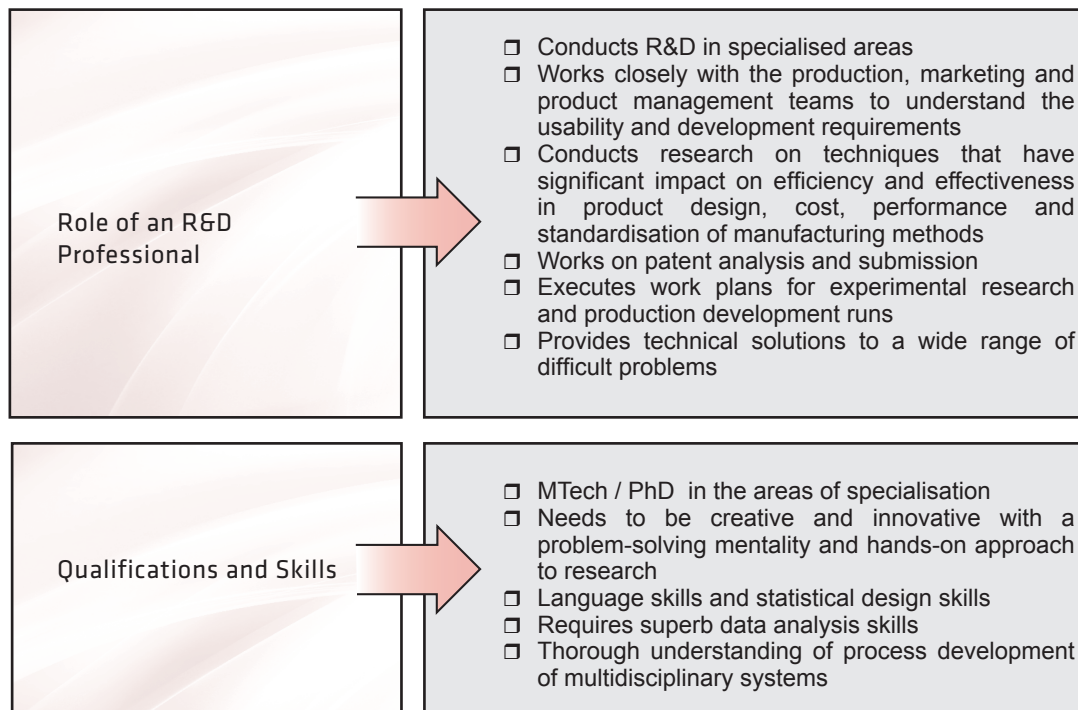 Role of an R&D
Professional
❒ Conducts R&D in specialised areas
❒ Works closely with the production, marketing and
product management teams to understand the
usability and development requirements
❒ Conducts research on techniques that have
significant impact on efficiency and effectiveness
in product design, cost, performance and
standardisation of manufacturing methods
❒ Works on patent analysis and submission
❒ Executes work plans for experimental research
and production development runs
❒ Provides technical solutions to a wide range of
difficult problems
Qualifications and Skills
❒ MTech / PhD in the areas of specialisation
❒ Needs to be creative and innovative with a
problem-solving mentality and hands-on approach
to research
❒ Language skills and statistical design skills
❒ Requires superb data analysis skills
❒ Thorough understanding of process development
of multidisciplinary systems